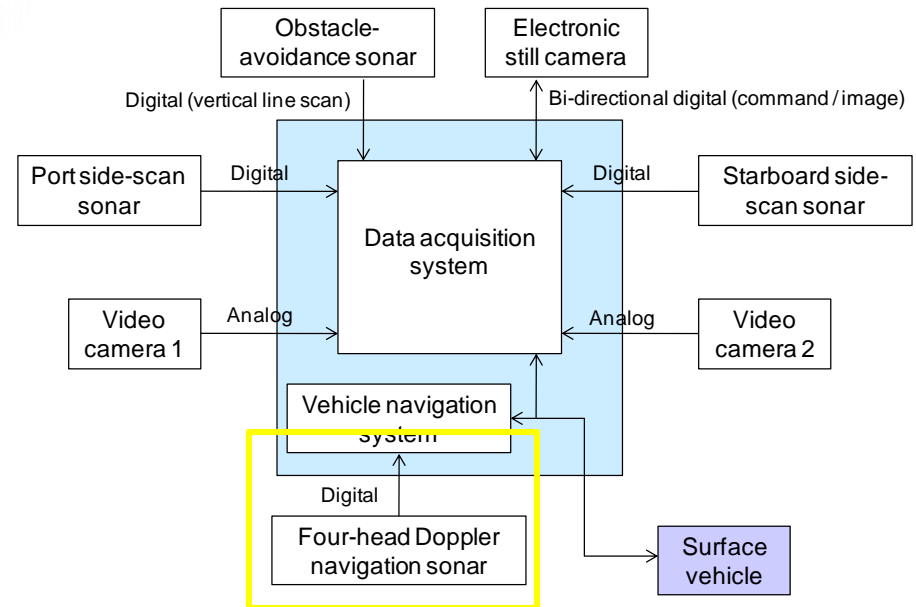 Obstacle-
avoidance sonar
Electronic
still camera
Digital (vertical line scan)
Bi-directional digital (command / image)
Port side-scan
sonar
Digital
Digital
Starboard side-
scan sonar
Data acquisition
system
Video
camera 1
Analog
Analog
Video
camera 2
Vehicle navigation
system
Digital
Four-head Doppler
navigation sonar
Surface
vehicle